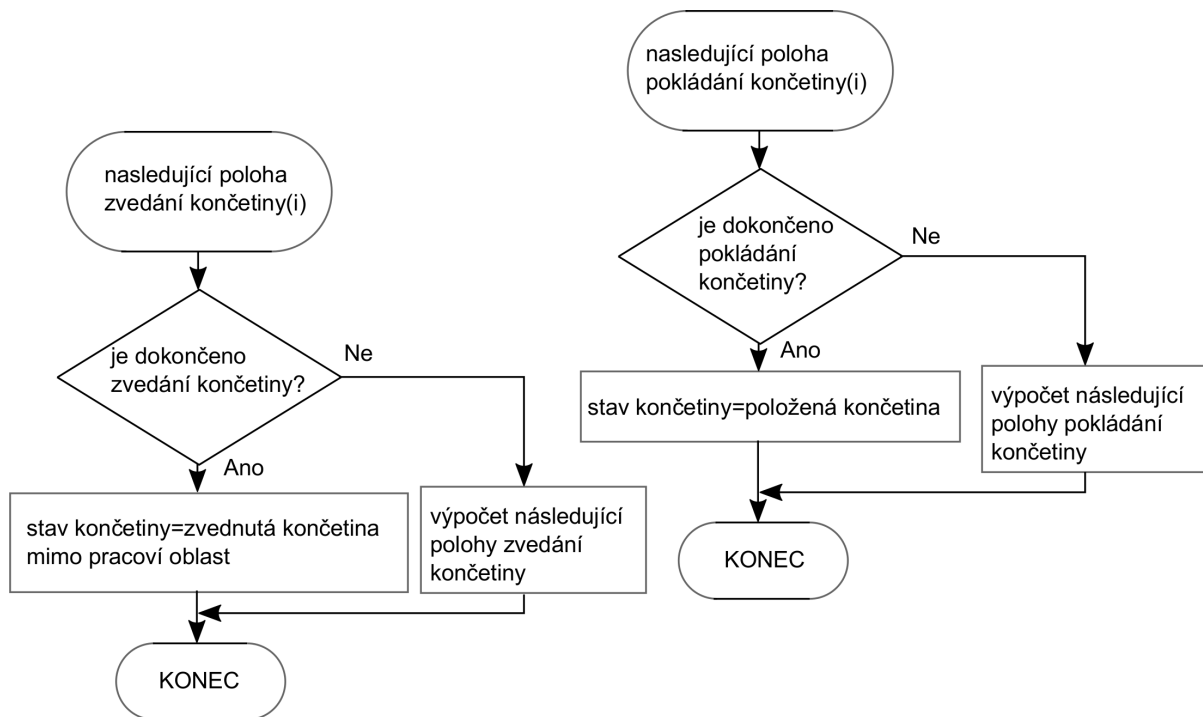 nasledující poloha
zvedání končetiny(i)
je dokončeno
zvedání končetiny?
Ne
Ano
stav končetiny=zvednutá končetina
mimo pracoví oblast
výpočet následující
polohy zvedání
končetiny
KONEC
nasledující poloha
pokládání končetiny(i)
je dokončeno
pokládání
končetiny?
Ne
Ano
stav končetiny=položená končetina
výpočet následující
polohy pokládání
končetiny
KONEC